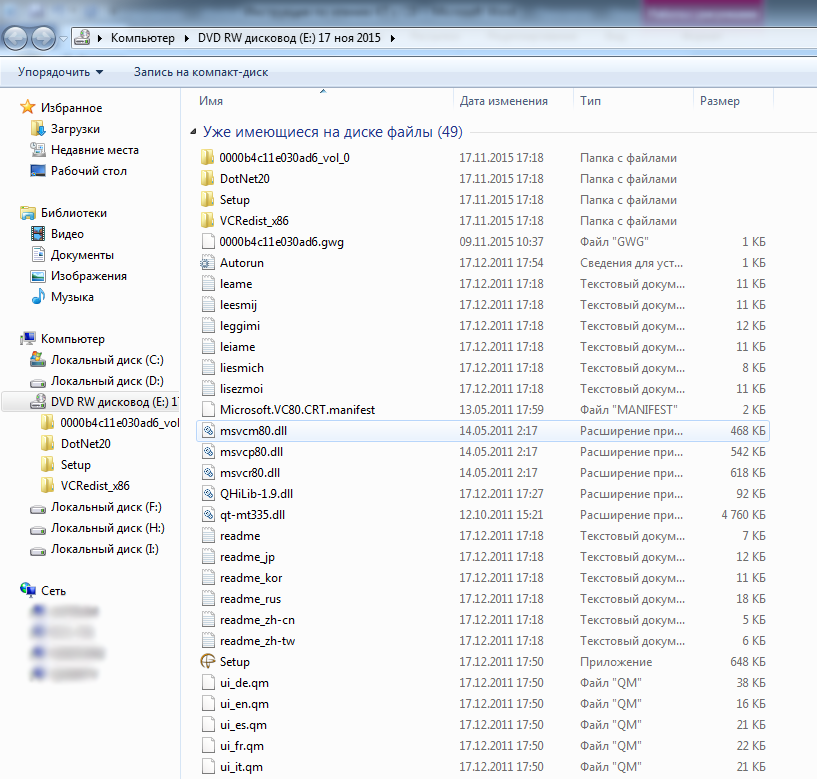 Компьютер DVD RW дисковод (E:) 17 ноя 2015
Упорядочить Запись на компакт-диск
Избранное
Загрузки
Недавние места
Рабочий стол
Библиотеки
Видео
Документы
Изображения
Музыка
Компьютер
Локальный диск (C:)
Локальный диск (D:)
DVD RW дисковод (E:) 17
0000b4c11e030ad6_vol
DotNet20
Setup
VCRedist_x86
Локальный диск (F:)
Локальный диск (H:)
Локальный диск (I:)
Сеть
Имя Дата изменения Тип Размер
Уже имеющиеся на диске файлы (49)
0000b4c11e030ad6_vol_0 17.11.2015 17:18 Папка с файлами
DotNet20 17.11.2015 17:18 Папка с файлами
Setup 17.11.2015 17:18 Папка с файлами
VCRedist_x86 17.11.2015 17:18 Папка с файлами
0000b4c11e030ad6.gwg 09.11.2015 10:37 Файл "GWG" 1 КБ
Autorun 17.12.2011 17:54 Сведения для уст... 1 КБ
leame 17.12.2011 17:18 Текстовый докум... 11 КБ
leesmij 17.12.2011 17:18 Текстовый докум... 11 КБ
leggimi 17.12.2011 17:18 Текстовый докум... 12 КБ
leiame 17.12.2011 17:18 Текстовый докум... 11 КБ
liesmich 17.12.2011 17:18 Текстовый докум... 8 КБ
lisezmoi 17.12.2011 17:18 Текстовый докум... 11 КБ
Microsoft.VC80.CRT.manifest 13.05.2011 17:59 Файл "MANIFEST" 2 КБ
msvcm80.dll 14.05.2011 2:17 Расширение при... 468 КБ
msvcp80.dll 14.05.2011 2:17 Расширение при... 542 КБ
msvcr80.dll 14.05.2011 2:17 Расширение при... 618 КБ
QHiLib-1.9.dll 17.12.2011 17:27 Расширение при... 92 КБ
qt-mt335.dll 12.10.2011 15:21 Расширение при... 4 760 КБ
readme 17.12.2011 17:18 Текстовый докум... 7 КБ
readme_jp 17.12.2011 17:18 Текстовый докум... 12 КБ
readme_kor 17.12.2011 17:18 Текстовый докум... 11 КБ
readme_rus 17.12.2011 17:18 Текстовый докум... 18 КБ
readme_zh-cn 17.12.2011 17:18 Текстовый докум... 5 КБ
readme_zh-tw 17.12.2011 17:18 Текстовый докум... 6 КБ
Setup 17.12.2011 17:50 Приложение 648 КБ
ui_de.qm 17.12.2011 17:50 Файл "QM" 38 КБ
ui_en.qm 17.12.2011 17:50 Файл "QM" 16 КБ
ui_es.qm 17.12.2011 17:50 Файл "QM" 21 КБ
ui_fr.qm 17.12.2011 17:50 Файл "QM" 22 КБ
ui_it.qm 17.12.2011 17:50 Файл "QM" 21 КБ